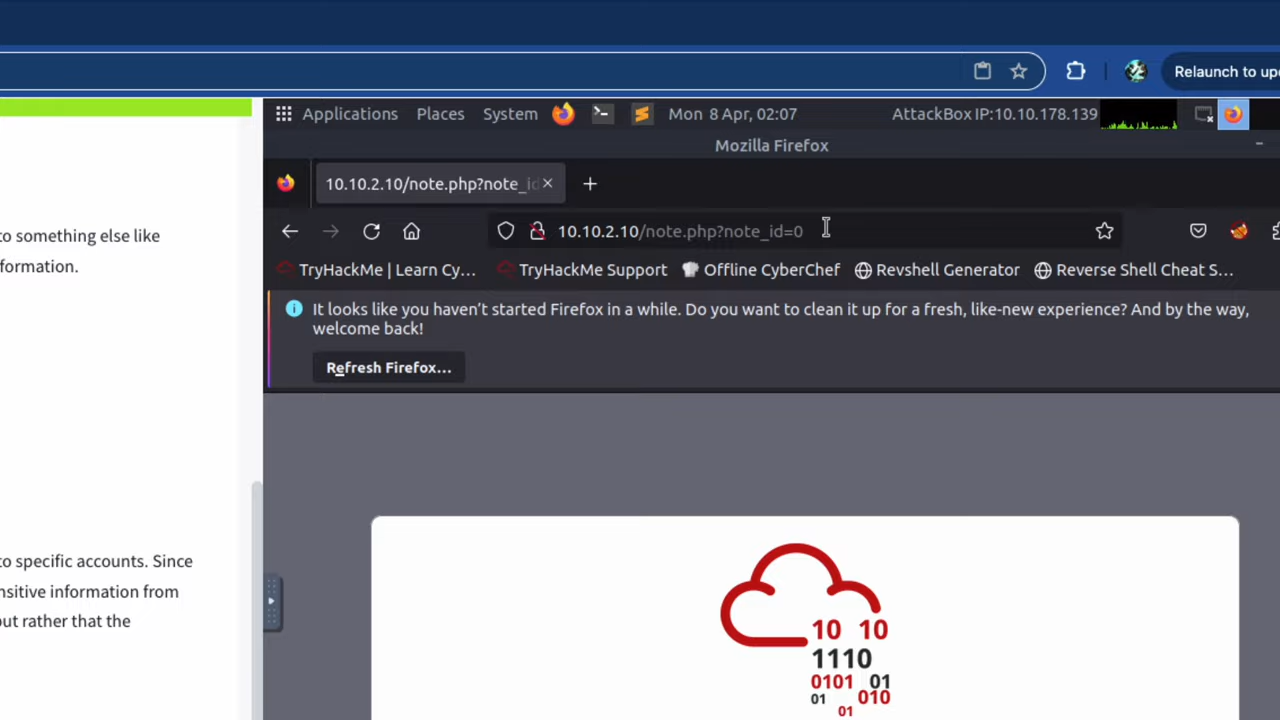 Relaunch to up
Applications Places System Mon 8 Apr, 02:07 AttackBox IP:10.10.178.139
Mozilla Firefox
10.10.2.10/note.php?note_i
10.10.2.10/note.php?note_id=0
TryHackMe | Learn Cy... TryHackMe Support Offline CyberChef Revshell Generator Reverse Shell Cheat S...
It looks like you haven’t started Firefox in a while. Do you want to clean it up for a fresh, like-new experience? And by the way,
welcome back!
Refresh Firefox...
to something else like
formation.
to specific accounts. Since
nsitive information from
out rather that the
10 10
1110
0101 01
01 010
01